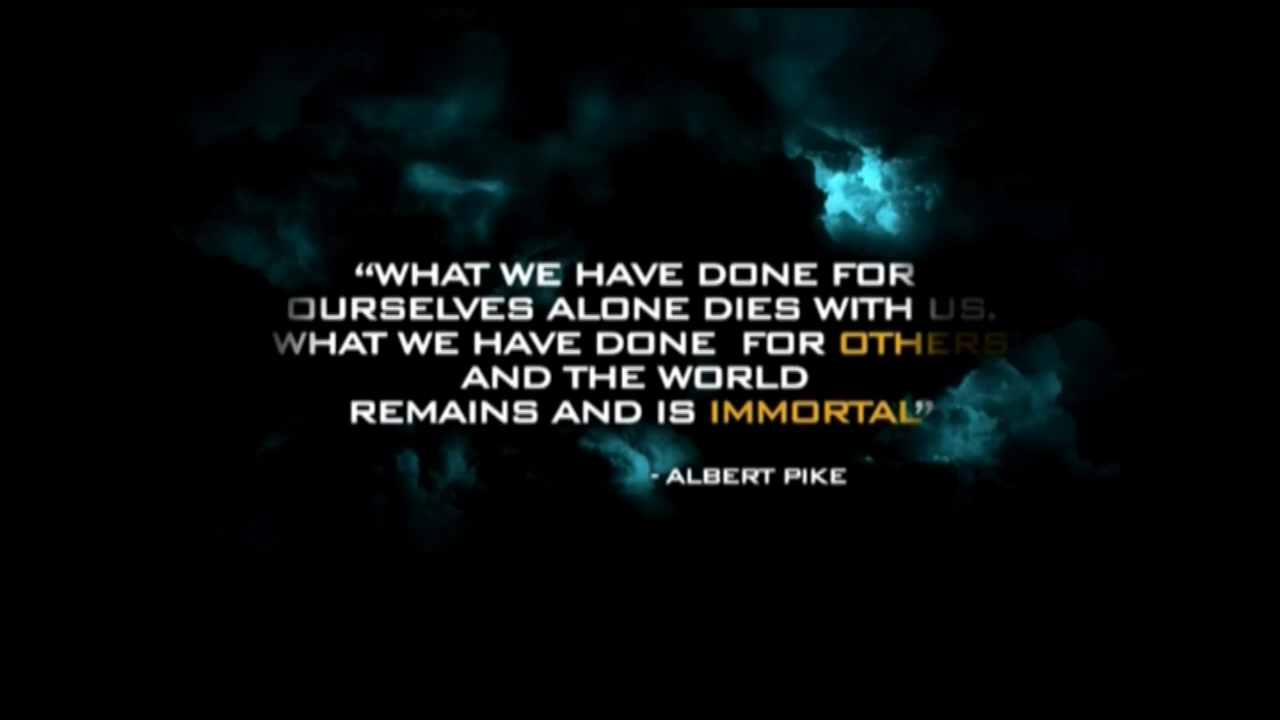 “WHAT WE HAVE DONE FOR
OURSELVES ALONE DIES WITH US.
WHAT WE HAVE DONE  FOR OTHERS
AND THE WORLD
REMAINS AND IS IMMORTAL”
- ALBERT PIKE